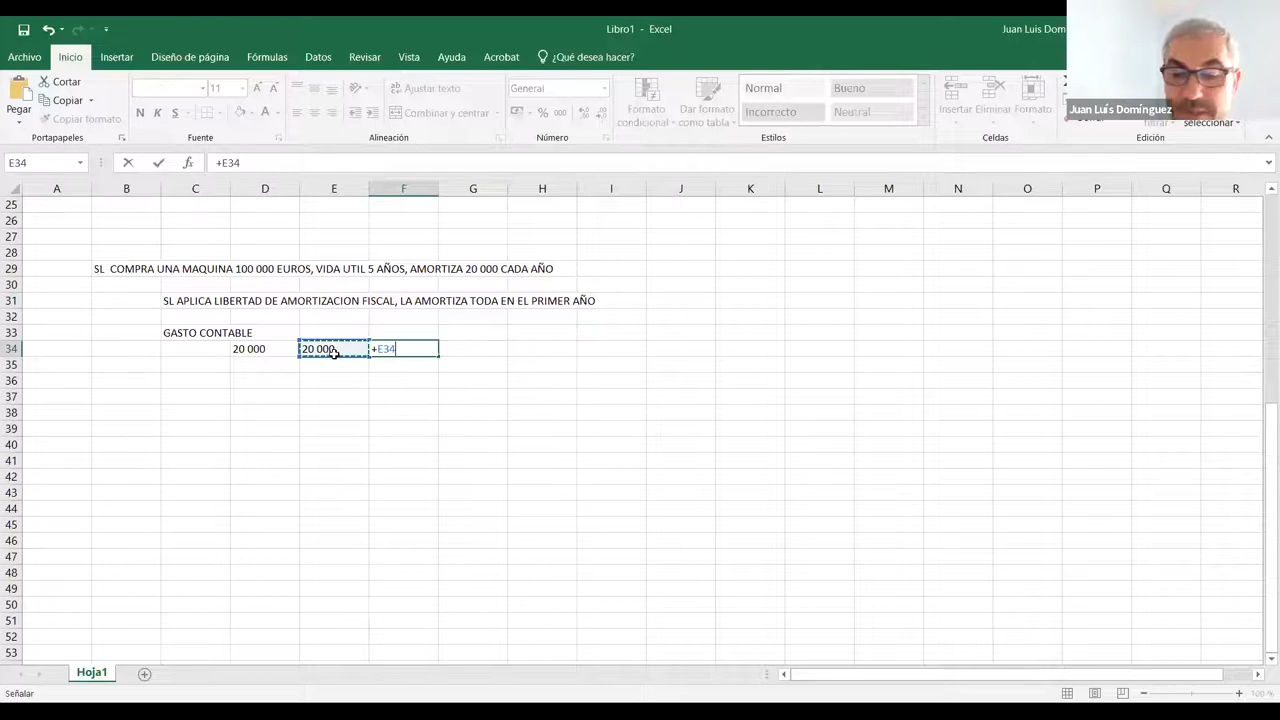 Libro1 - Excel
Juan Luis Dom
Archivo Inicio Insertar Diseño de página Fórmulas Datos Revisar Vista Ayuda Acrobat ¿Qué desea hacer?
Pegar
Cortar
Copiar
Copiar formato
Portapapeles
11
N K S
Fuente
Ajustar texto
Combinar y centrar
Alineación
General
% 000
Número
Formato condicional
Dar formato como tabla
Normal Bueno
Incorrecto Neutral
Estilos
Insertar Eliminar Formato
Celdas
seleccionar
Edición
Juan Luís Domínguez
E34 fx +E34
A B C D E F G H I J K L M N O P Q R
25
26
27
28
29 SL COMPRA UNA MAQUINA 100 000 EUROS, VIDA UTIL 5 AÑOS, AMORTIZA 20 000 CADA AÑO
30
31 SL APLICA LIBERTAD DE AMORTIZACION FISCAL, LA AMORTIZA TODA EN EL PRIMER AÑO
32
33 GASTO CONTABLE
34 20 000 20 000 +E34
35
36
37
38
39
40
41
42
43
44
45
46
47
48
49
50
51
52
53
Hoja1
Señalar
100 %